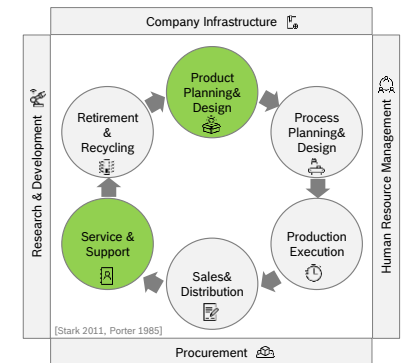 Company Infrastructure
Research & Development
Human Resource Management
Product
Planning&
Design
Process
Planning&
Design
Production
Execution
Sales&
Distribution
Service &
Support
Retirement
&
Recycling
[Stark 2011, Porter 1985]
Procurement